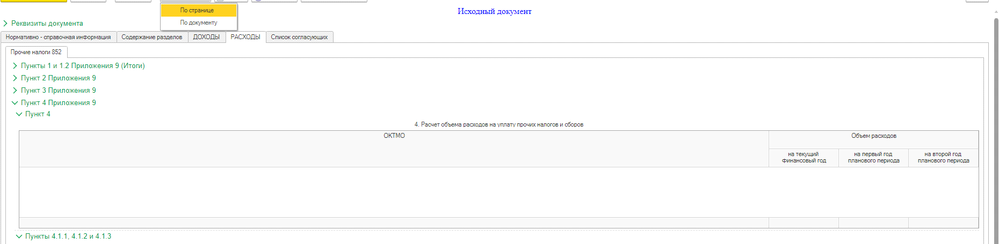 По странице
По документу
Исходный документ
Реквизиты документа
Нормативно - справочная информация
Содержание разделов
ДОХОДЫ
РАСХОДЫ
Список согласующих
Прочие налоги 852
Пункты 1 и 1.2 Приложения 9 (Итоги)
Пункт 2 Приложения 9
Пункт 3 Приложения 9
Пункт 4 Приложения 9
Пункт 4
4. Расчет объема расходов на уплату прочих налогов и сборов
ОКТМО
Объем расходов
на текущий
финансовый год
на первый год
планового периода
на второй год
планового периода
Пункты 4.1.1, 4.1.2 и 4.1.3